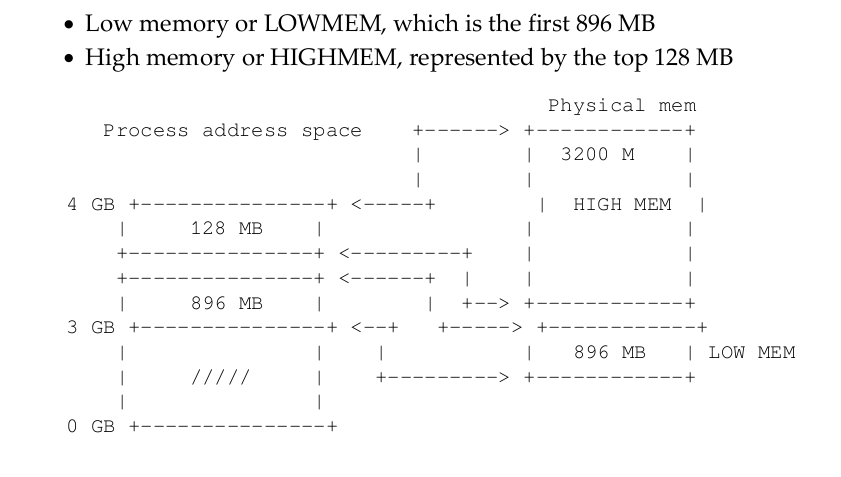 • Low memory or LOWMEM, which is the first 896 MB
• High memory or HIGHMEM, represented by the top 128 MB
                                       Physical mem
   Process address space    +------> +------------+
                            |        |  3200 M    |
                            |        |            |
4 GB +---------------+ <-----+        |  HIGH MEM  |
    |     128 MB    |                |            |
    +---------------+ <---------+    |            |
    +---------------+ <------+  |    |            |
    |     896 MB    |        |  +--> +------------+
3 GB +---------------+ <--+   +-----> +------------+
    |               |    |           |   896 MB   | LOW MEM
    |     /////     |    +---------> +------------+
    |               |
0 GB +---------------+